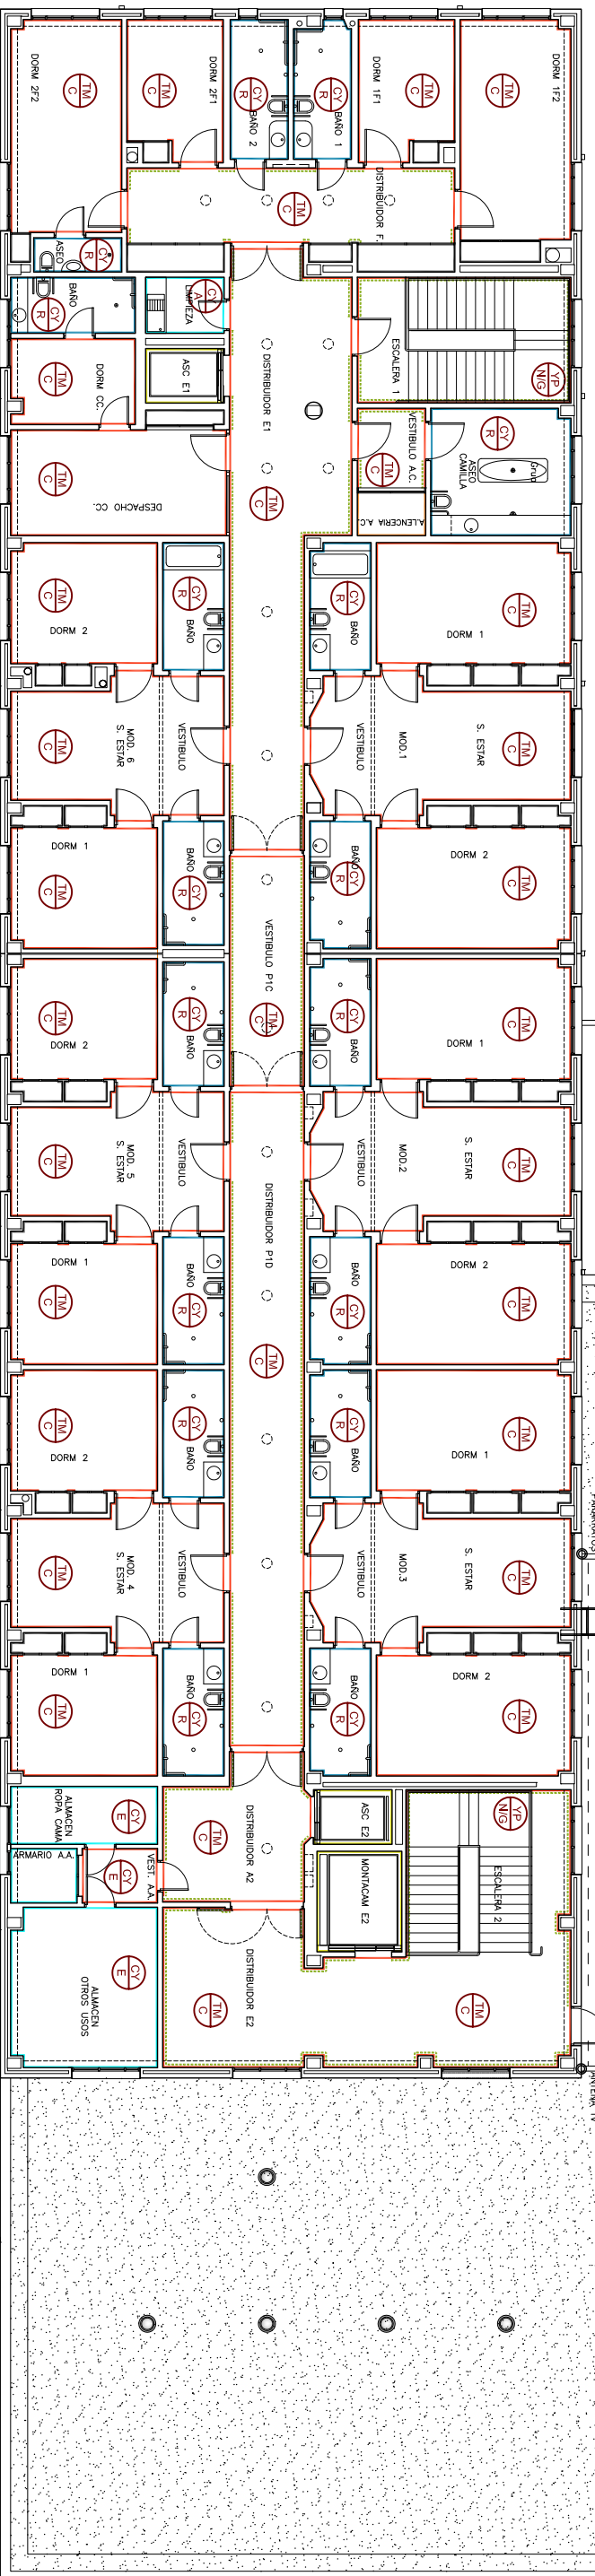 DORM 2F2
TM
C
DORM 2F1
TM
C
BAÑO 2
CY
R
BAÑO 1
CY
R
DORM 1F1
TM
C
DORM 1F2
TM
C
DISTRIBUIDOR F.
TM
C
ASEO
CY
R
BAÑO
CY
R
LIMPIEZA
CY
A
ASC E1
DORM CC.
TM
C
DESPACHO CC.
TM
C
DISTRIBUIDOR E1
TM
C
ESCALERA 1
YP
N/G
VESTIBULO A.C.
TM
C
A.LENCERIA A.C.
ASEO
CAMILLA
CY
R
Grua
DORM 2
TM
C
BAÑO
CY
R
BAÑO
CY
R
DORM 1
TM
C
MOD. 6
S. ESTAR
TM
C
VESTIBULO
VESTIBULO
MOD.1
S. ESTAR
TM
C
DORM 1
TM
C
BAÑO
CY
R
BAÑO
CY
R
DORM 2
TM
C
VESTIBULO P1C
TM
C
DORM 2
TM
C
BAÑO
CY
R
BAÑO
CY
R
DORM 1
TM
C
MOD. 5
S. ESTAR
TM
C
VESTIBULO
VESTIBULO
MOD.2
S. ESTAR
TM
C
DISTRIBUIDOR P1D
TM
C
DORM 1
TM
C
BAÑO
CY
R
BAÑO
CY
R
DORM 2
TM
C
DORM 2
TM
C
BAÑO
CY
R
BAÑO
CY
R
DORM 1
TM
C
MOD. 4
S. ESTAR
TM
C
VESTIBULO
VESTIBULO
MOD.3
S. ESTAR
TM
C
DORM 1
TM
C
BAÑO
CY
R
BAÑO
CY
R
DORM 2
TM
C
ALMACEN
ROPA CAMA
CY
E
ARMARIO A.A.
VEST. A.A.
CY
E
DISTRIBUIDOR A2
TM
C
ASC E2
MONTACAM E2
ESCALERA 2
YP
N/G
ALMACEN
OTROS USOS
CY
E
DISTRIBUIDOR E2
TM
C
TM
C